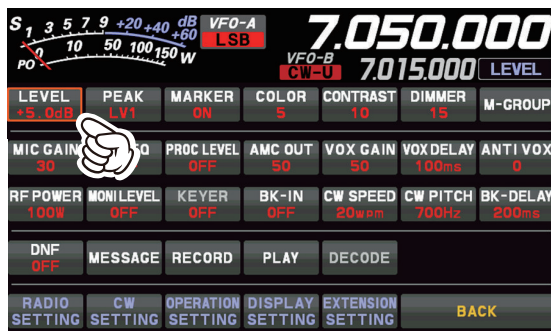 S 1 3 5 7 9 +20 +40 +60 dB VFO-A 7.050.000
LSB
PO 0 10 50 100 150 W VFO-B
CW-U 7.015.000 LEVEL
LEVEL PEAK MARKER COLOR CONTRAST DIMMER M-GROUP
+5.0dB LV1 ON 5 10 15
MIC GAIN PROC LEVEL AMC OUT VOX GAIN VOX DELAY ANTI VOX
30 OFF 50 50 100ms 0
RF POWER MONI LEVEL KEYER BK-IN CW SPEED CW PITCH BK-DELAY
100W OFF OFF OFF 20wpm 700Hz 200ms
DNF MESSAGE RECORD PLAY DECODE
OFF
RADIO CW OPERATION DISPLAY EXTENSION BACK
SETTING SETTING SETTING SETTING SETTING